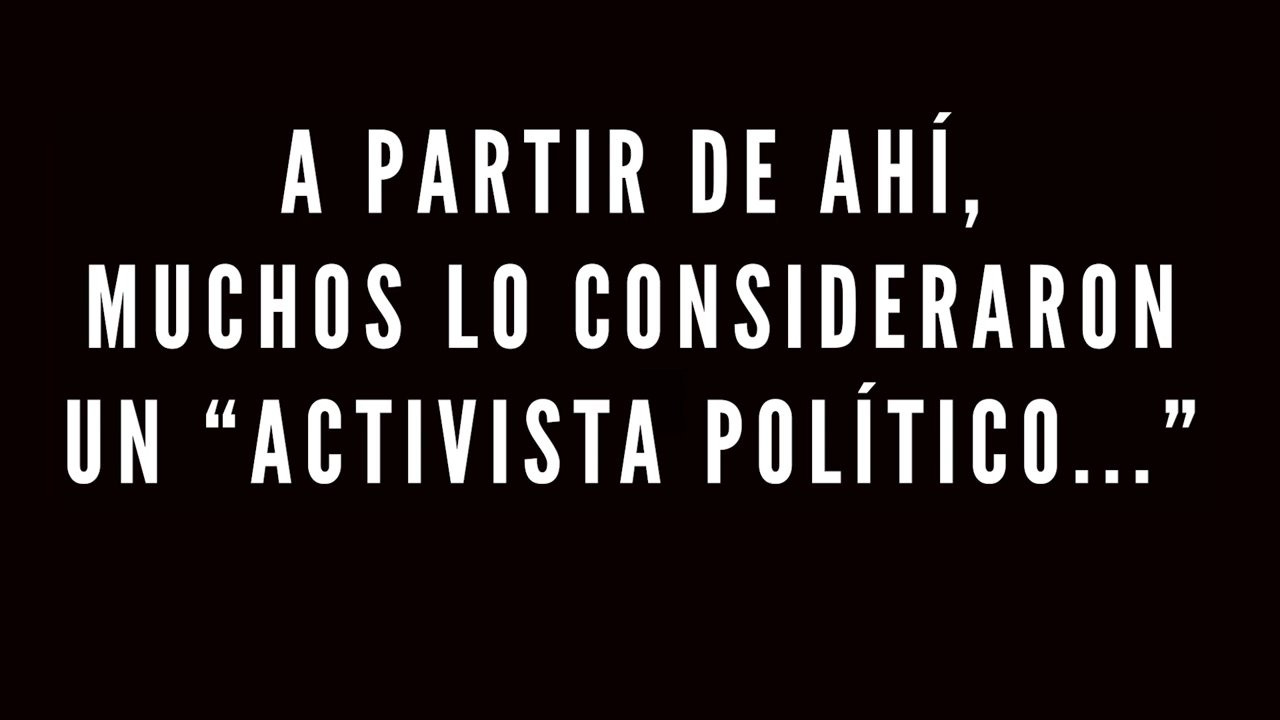 A PARTIR DE AHÍ,
MUCHOS LO CONSIDERARON
UN “ACTIVISTA POLÍTICO...”